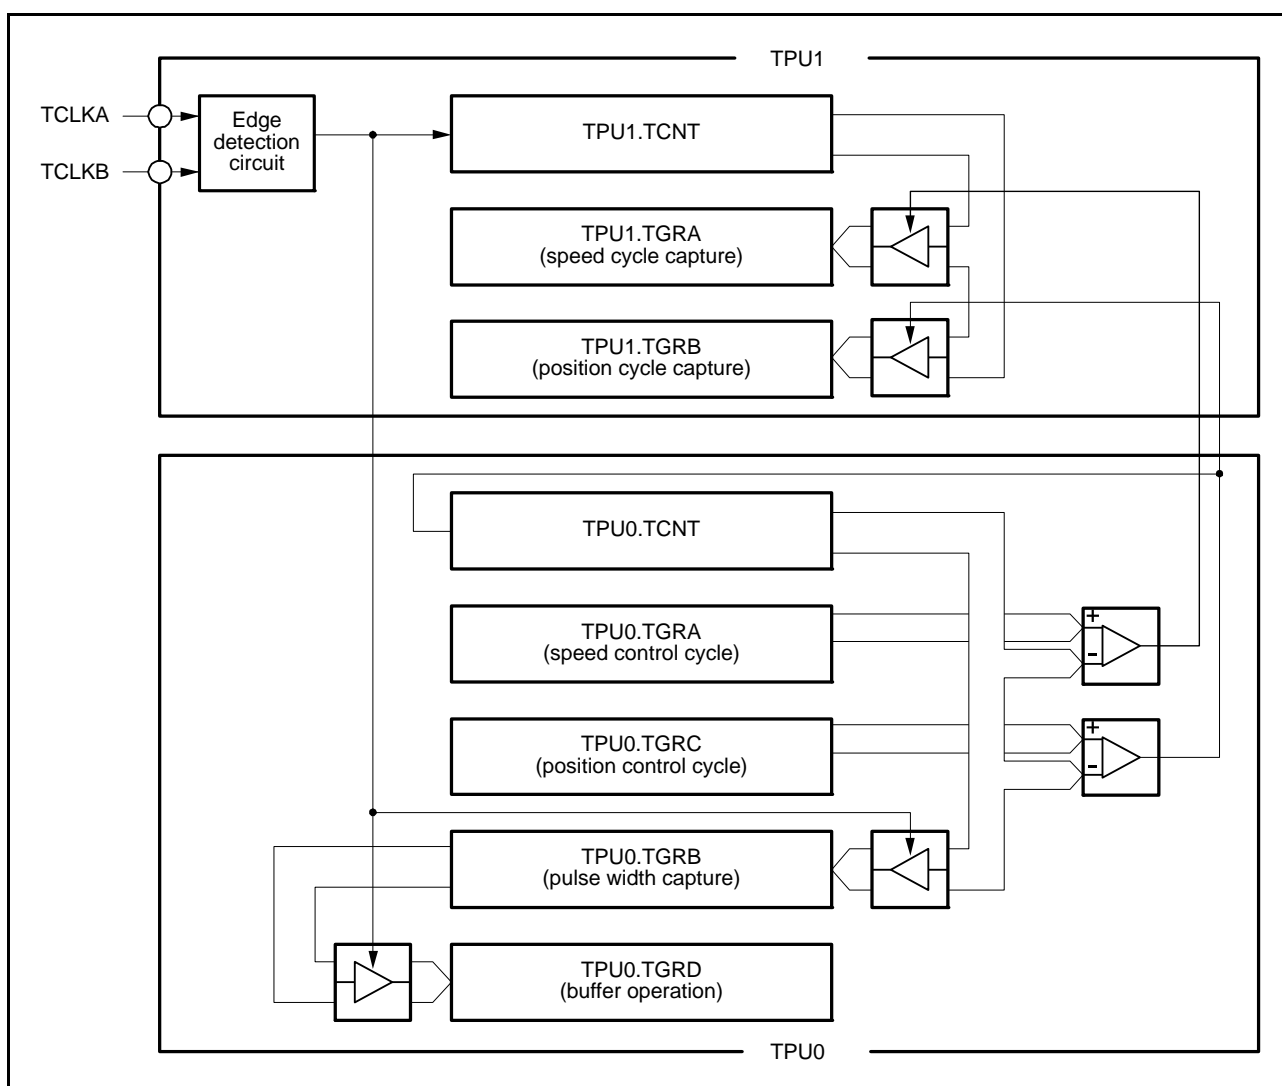 TPU1
TCLKA
TCLKB
Edge
detection
circuit
TPU1.TCNT
TPU1.TGRA
(speed cycle capture)
TPU1.TGRB
(position cycle capture)
TPU0.TCNT
TPU0.TGRA
(speed control cycle)
+
-
TPU0.TGRC
(position control cycle)
+
-
TPU0.TGRB
(pulse width capture)
TPU0.TGRD
(buffer operation)
TPU0